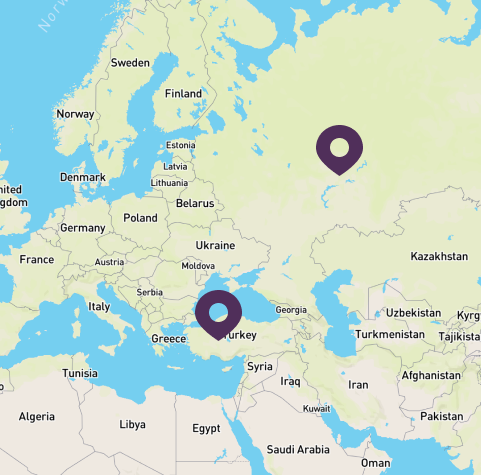 Norw
Sweden
Finland
Norway
Estonia
Latvia
Denmark
Lithuania
nited
gdom
Belarus
Poland
Germany
Ukraine
France
Austria
Moldova
Kazakhstan
Serbia
Italy
Georgia
Uzbekistan
Kyrg
Greece
urkey
Turkmenistan
Tajikista
Syria
Tunisia
Iraq
Iran
Afghanistan
o
Kuwait
Algeria
Libya
Egypt
Pakistan
Saudi Arabia
Oman